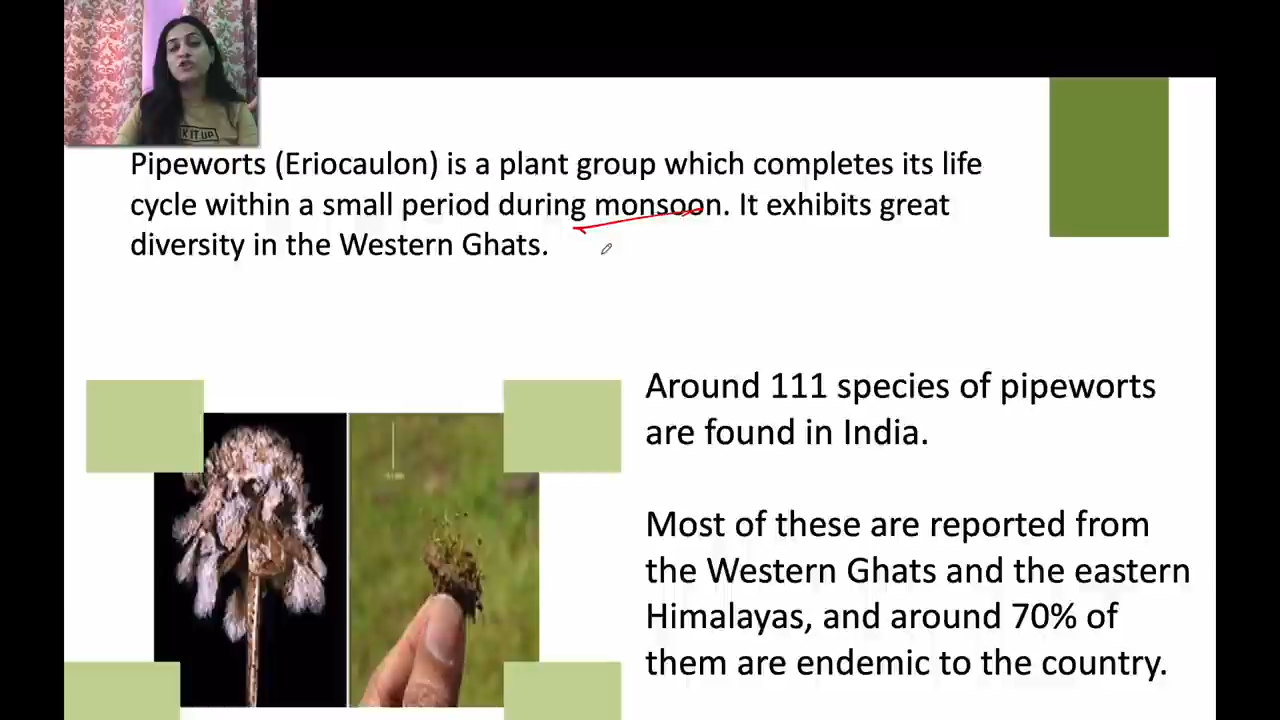 K IT UP
Pipeworts (Eriocaulon) is a plant group which completes its life
cycle within a small period during monsoon. It exhibits great
diversity in the Western Ghats.
Around 111 species of pipeworts
are found in India.
Most of these are reported from
the Western Ghats and the eastern
Himalayas, and around 70% of
them are endemic to the country.